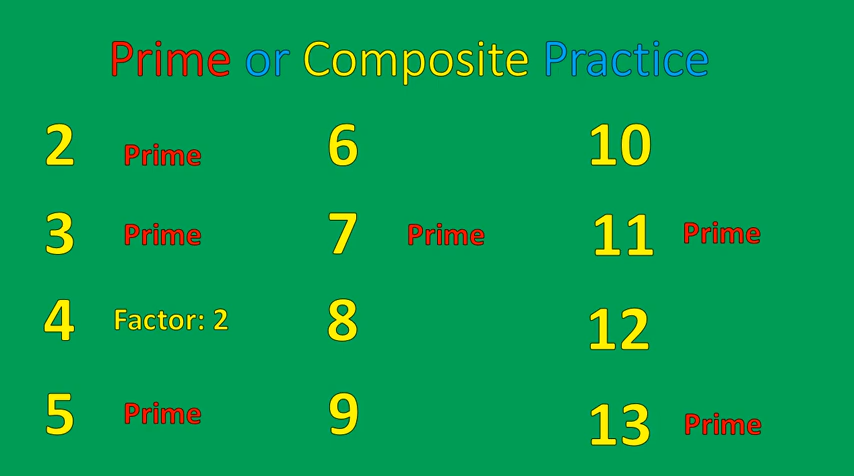 Prime or Composite Practice
2 Prime
3 Prime
4 Factor: 2
5 Prime
6
7 Prime
8
9
10
11 Prime
12
13 Prime